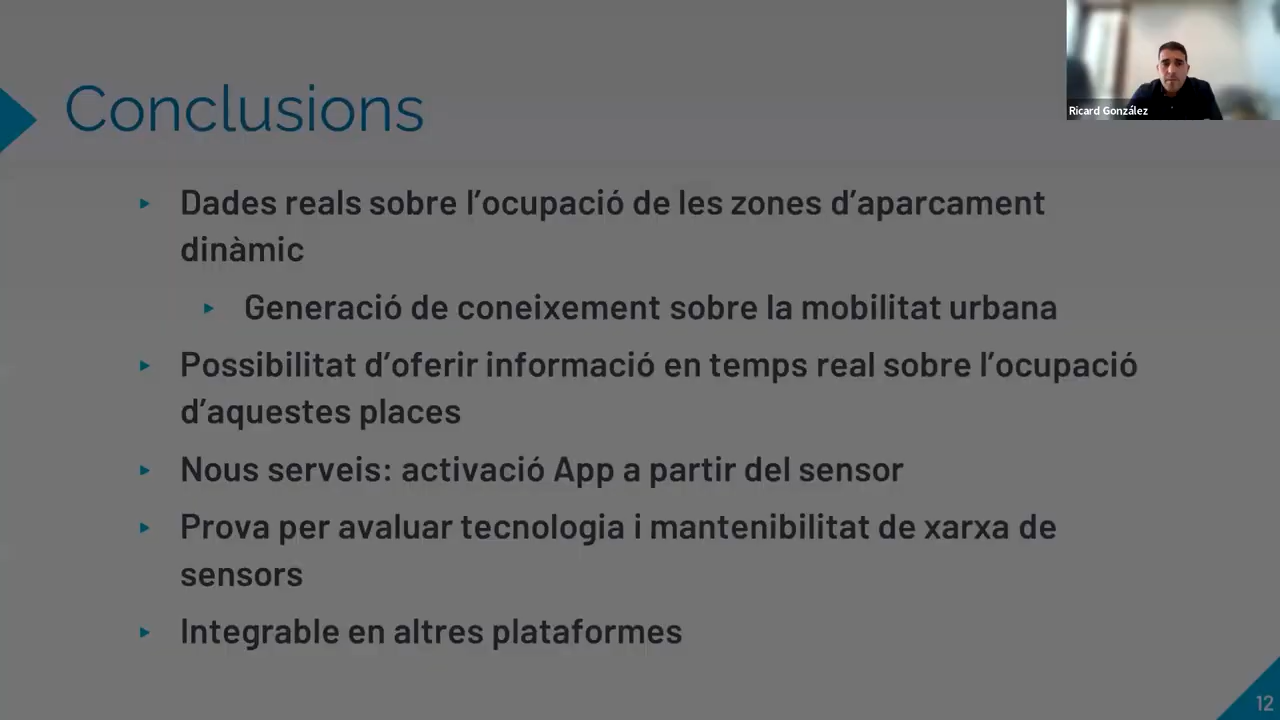 Ricard González
Conclusions
Dades reals sobre l'ocupació de les zones d'aparcament
dinàmic
Generació de coneixement sobre la mobilitat urbana
Possibilitat d'oferir informació en temps real sobre l'ocupació
d'aquestes places
Nous serveis: activació App a partir del sensor
Prova per avaluar tecnologia i mantenibilitat de xarxa de
sensors
Integrable en altres plataformes
12